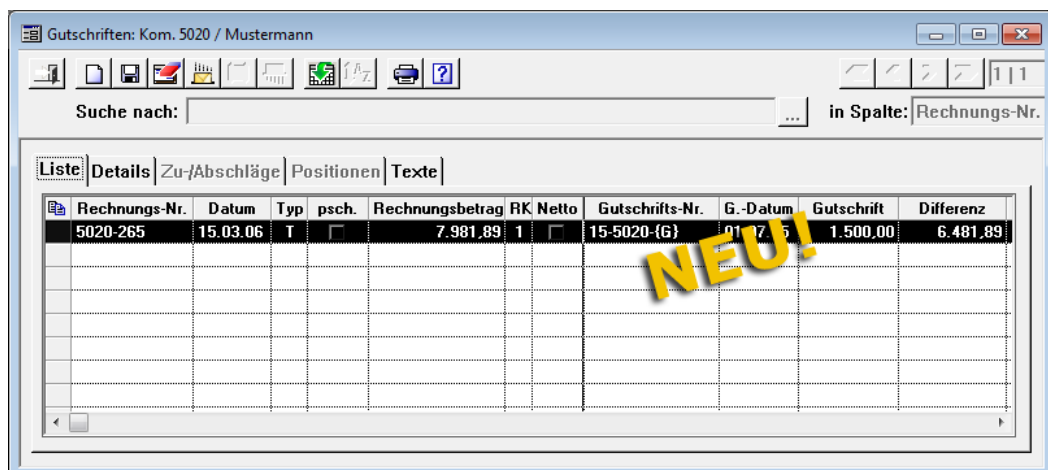 Gutschriften: Kom. 5020 / Mustermann
1 | 1
Suche nach: ... in Spalte: Rechnungs-Nr.
Liste Details Zu-/Abschläge Positionen Texte
Rechnungs-Nr. Datum Typ psch. Rechnungsbetrag RK Netto Gutschrifts-Nr. G.-Datum Gutschrift Differenz
5020-265 15.03.06 T 7.981,89 1 15-5020-{G} 1.500,00 6.481,89
NEU!